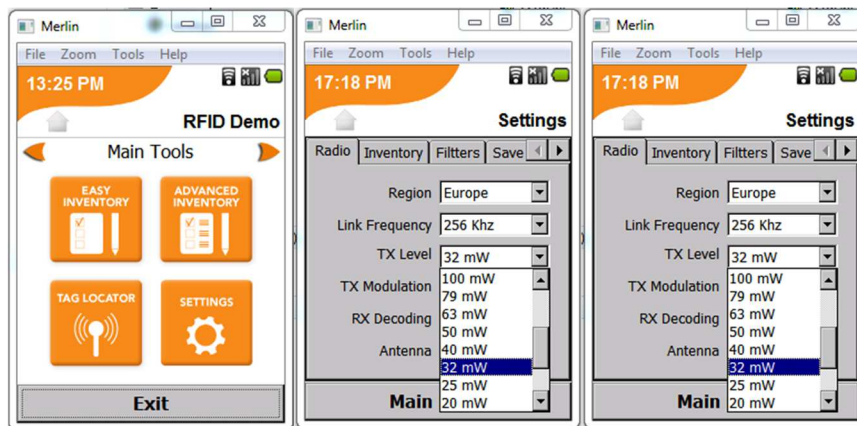 Merlin
File Zoom Tools Help
13:25 PM
RFID Demo
Main Tools
EASY INVENTORY
ADVANCED INVENTORY
TAG LOCATOR
SETTINGS
Exit
Merlin
File Zoom Tools Help
17:18 PM
Settings
Radio Inventory Filtters Save
Region Europe
Link Frequency 256 Khz
TX Level 32 mW
100 mW
TX Modulation 79 mW
63 mW
RX Decoding 50 mW
40 mW
Antenna 32 mW
25 mW
Main 20 mW
Merlin
File Zoom Tools Help
17:18 PM
Settings
Radio Inventory Filtters Save
Region Europe
Link Frequency 256 Khz
TX Level 32 mW
100 mW
TX Modulation 79 mW
63 mW
RX Decoding 50 mW
40 mW
Antenna 32 mW
25 mW
Main 20 mW